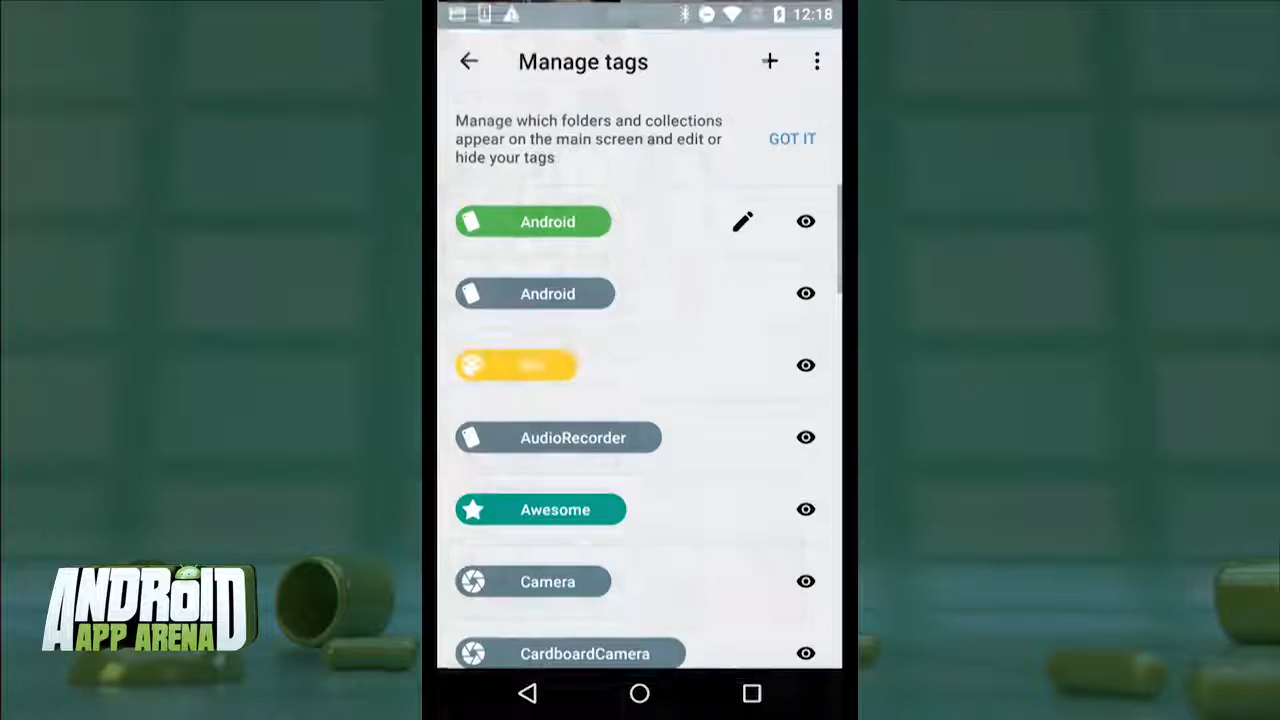 12:18
Manage tags
Manage which folders and collections
appear on the main screen and edit or
hide your tags
GOT IT
Android
Android
AudioRecorder
Awesome
Camera
CardboardCamera
ANDROID
APP ARENA